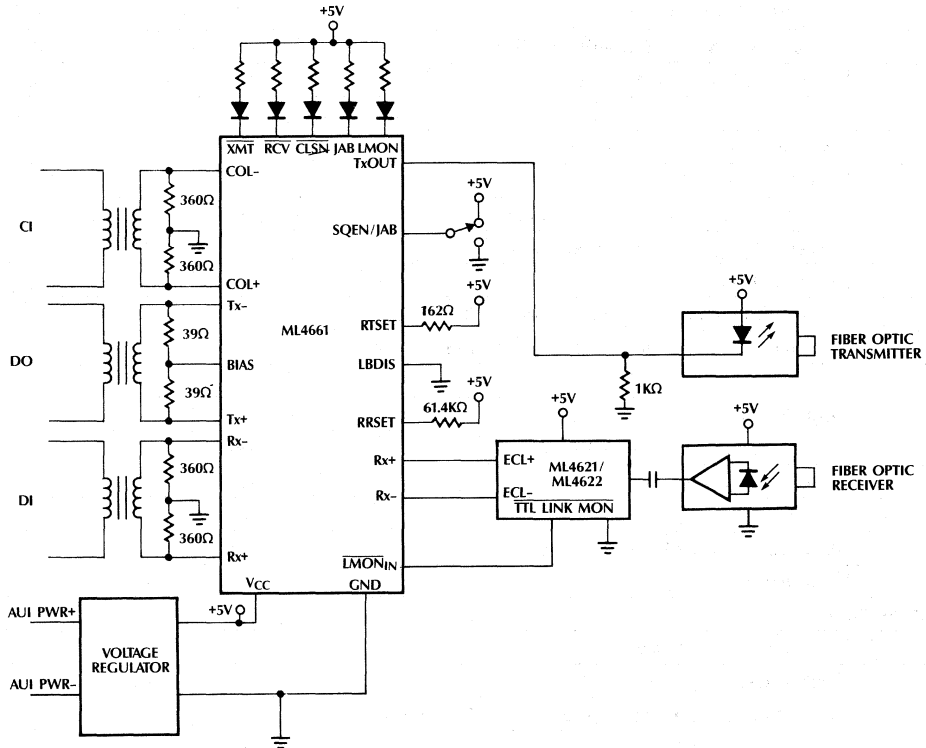 +5V
XMT RCV CLSN JAB LMON
TxOUT
COL–
360Ω
CI
360Ω
COL+
SQEN/JAB
+5V
Tx–
39Ω
DO
BIAS
39Ω
Tx+
ML4661
RTSET
162Ω
+5V
LBDIS
RRSET
61.4KΩ
+5V
+5V
FIBER OPTIC
TRANSMITTER
1KΩ
Rx–
360Ω
DI
360Ω
Rx+
Rx+
Rx–
+5V
ECL+
ECL–
ML4621/
ML4622
TTL LINK MON
+5V
FIBER OPTIC
RECEIVER
LMONIN
VCC
GND
+5V
AUI PWR+
VOLTAGE
REGULATOR
AUI PWR–